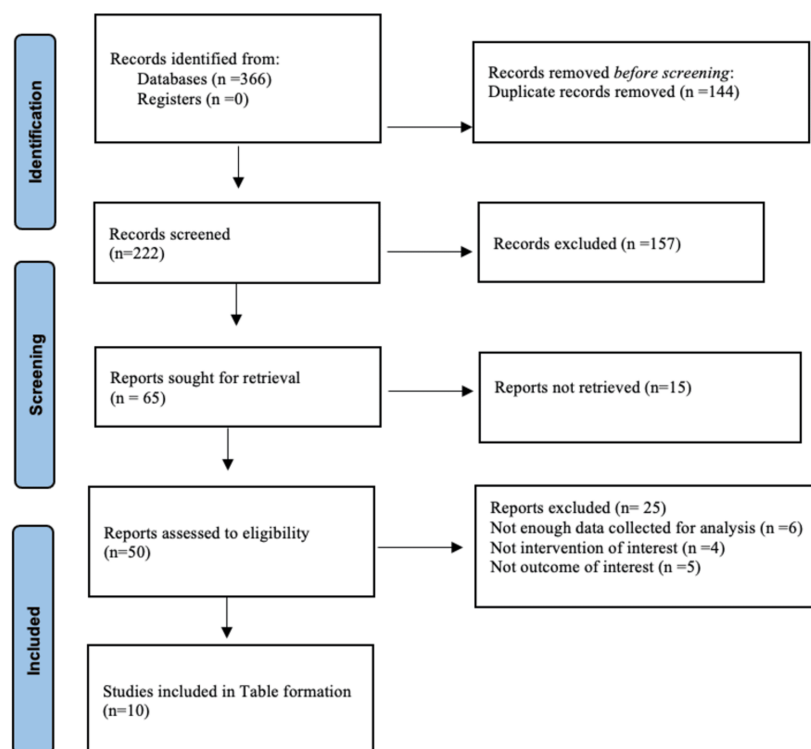 Identification
Records identified from:
Databases (n =366)
Registers (n =0)
Records removed before screening:
Duplicate records removed (n =144)
Records screened
(n=222)
Records excluded (n =157)
Screening
Reports sought for retrieval
(n = 65)
Reports not retrieved (n=15)
Reports assessed to eligibility
(n=50)
Reports excluded (n= 25)
Not enough data collected for analysis (n =6)
Not intervention of interest (n =4)
Not outcome of interest (n =5)
Included
Studies included in Table formation
(n=10)